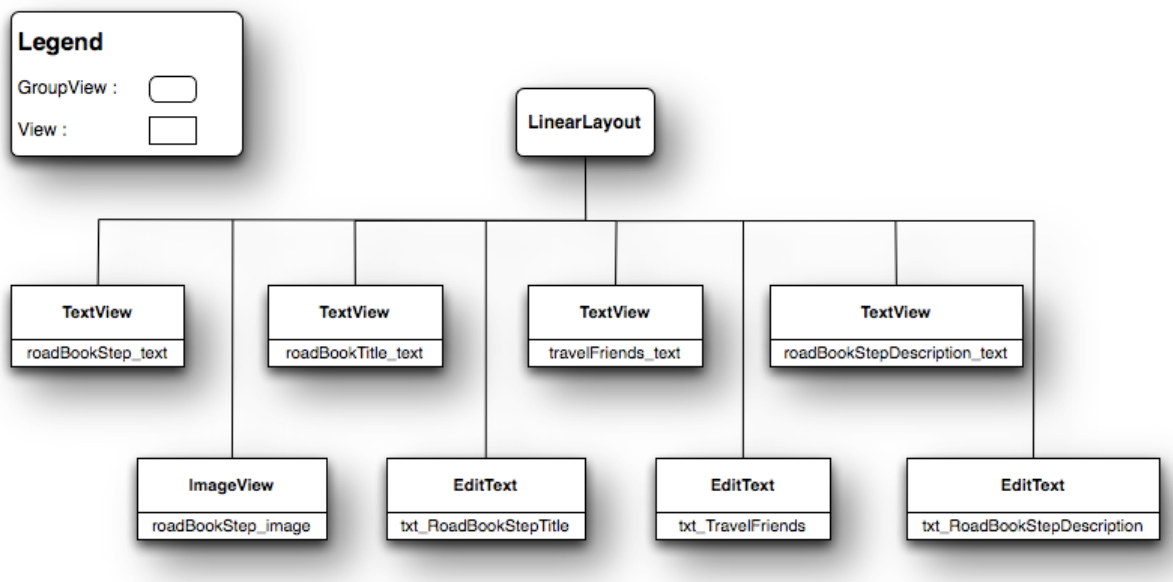 Legend
GroupView :
View :
LinearLayout
TextView
roadBookStep_text
TextView
roadBookTitle_text
TextView
travelFriends_text
TextView
roadBookStepDescription_text
ImageView
roadBookStep_image
EditText
txt_RoadBookStepTitle
EditText
txt_TravelFriends
EditText
txt_RoadBookStepDescription